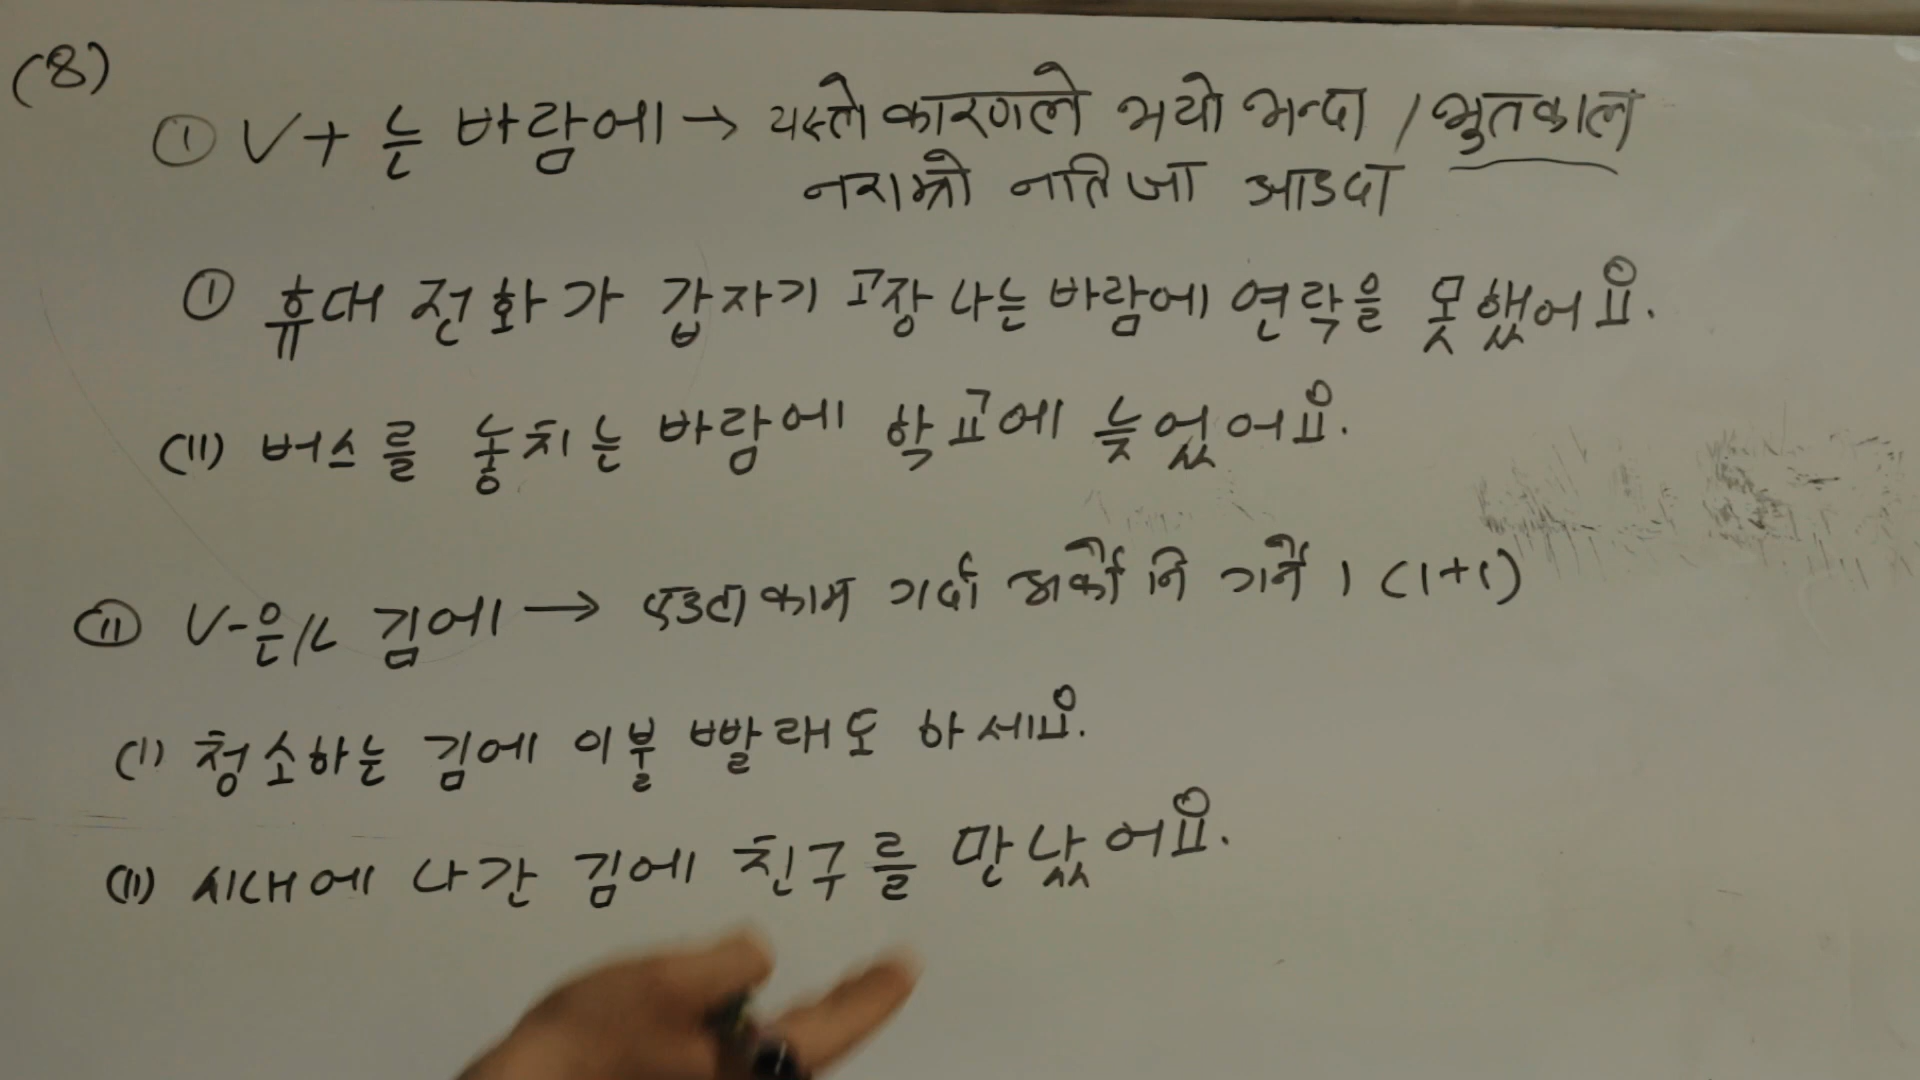 (8)
① V+ 는 바람에 → यस्तो कारणले भयो भन्दा / भुतकाल
नराम्रो नतिजा आउदा
① 휴대 전화가 갑자기 고장 나는 바람에 연락을 못했어요.
(II) 버스를 놓치는 바람에 학교에 늦었어요.
(II) V-은/ㄴ 김에 → एउटा काम गर्दा अर्को नि गर्ने । (1+1)
(I) 청소하는 김에 이불 빨래도 하세요.
(II) 시내에 나간 김에 친구를 만났어요.